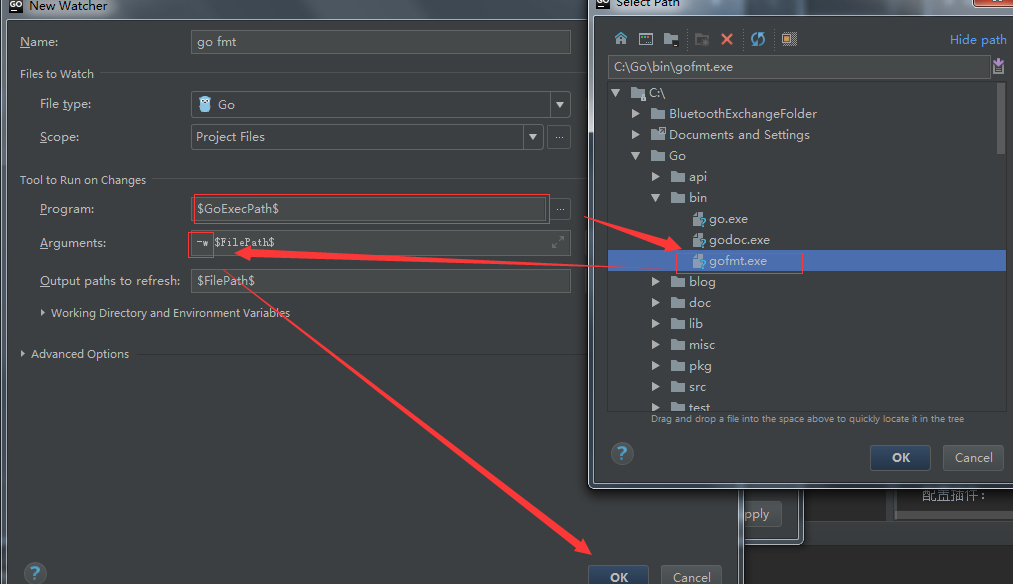 GO New Watcher
Name: go fmt
Files to Watch
File type: Go
Scope: Project Files ...
Tool to Run on Changes
Program: $GoExecPath$ ...
Arguments: -w $FilePath$
Output paths to refresh: $FilePath$
Working Directory and Environment Variables
Advanced Options
? OK Cancel
GO Select Path
Hide path
C:\Go\bin\gofmt.exe
C:\
BluetoothExchangeFolder
Documents and Settings
Go
api
bin
go.exe
godoc.exe
gofmt.exe
blog
doc
lib
misc
pkg
src
test
Drag and drop a file into the space above to quickly locate it in the tree
? OK Cancel
配置插件:
pply